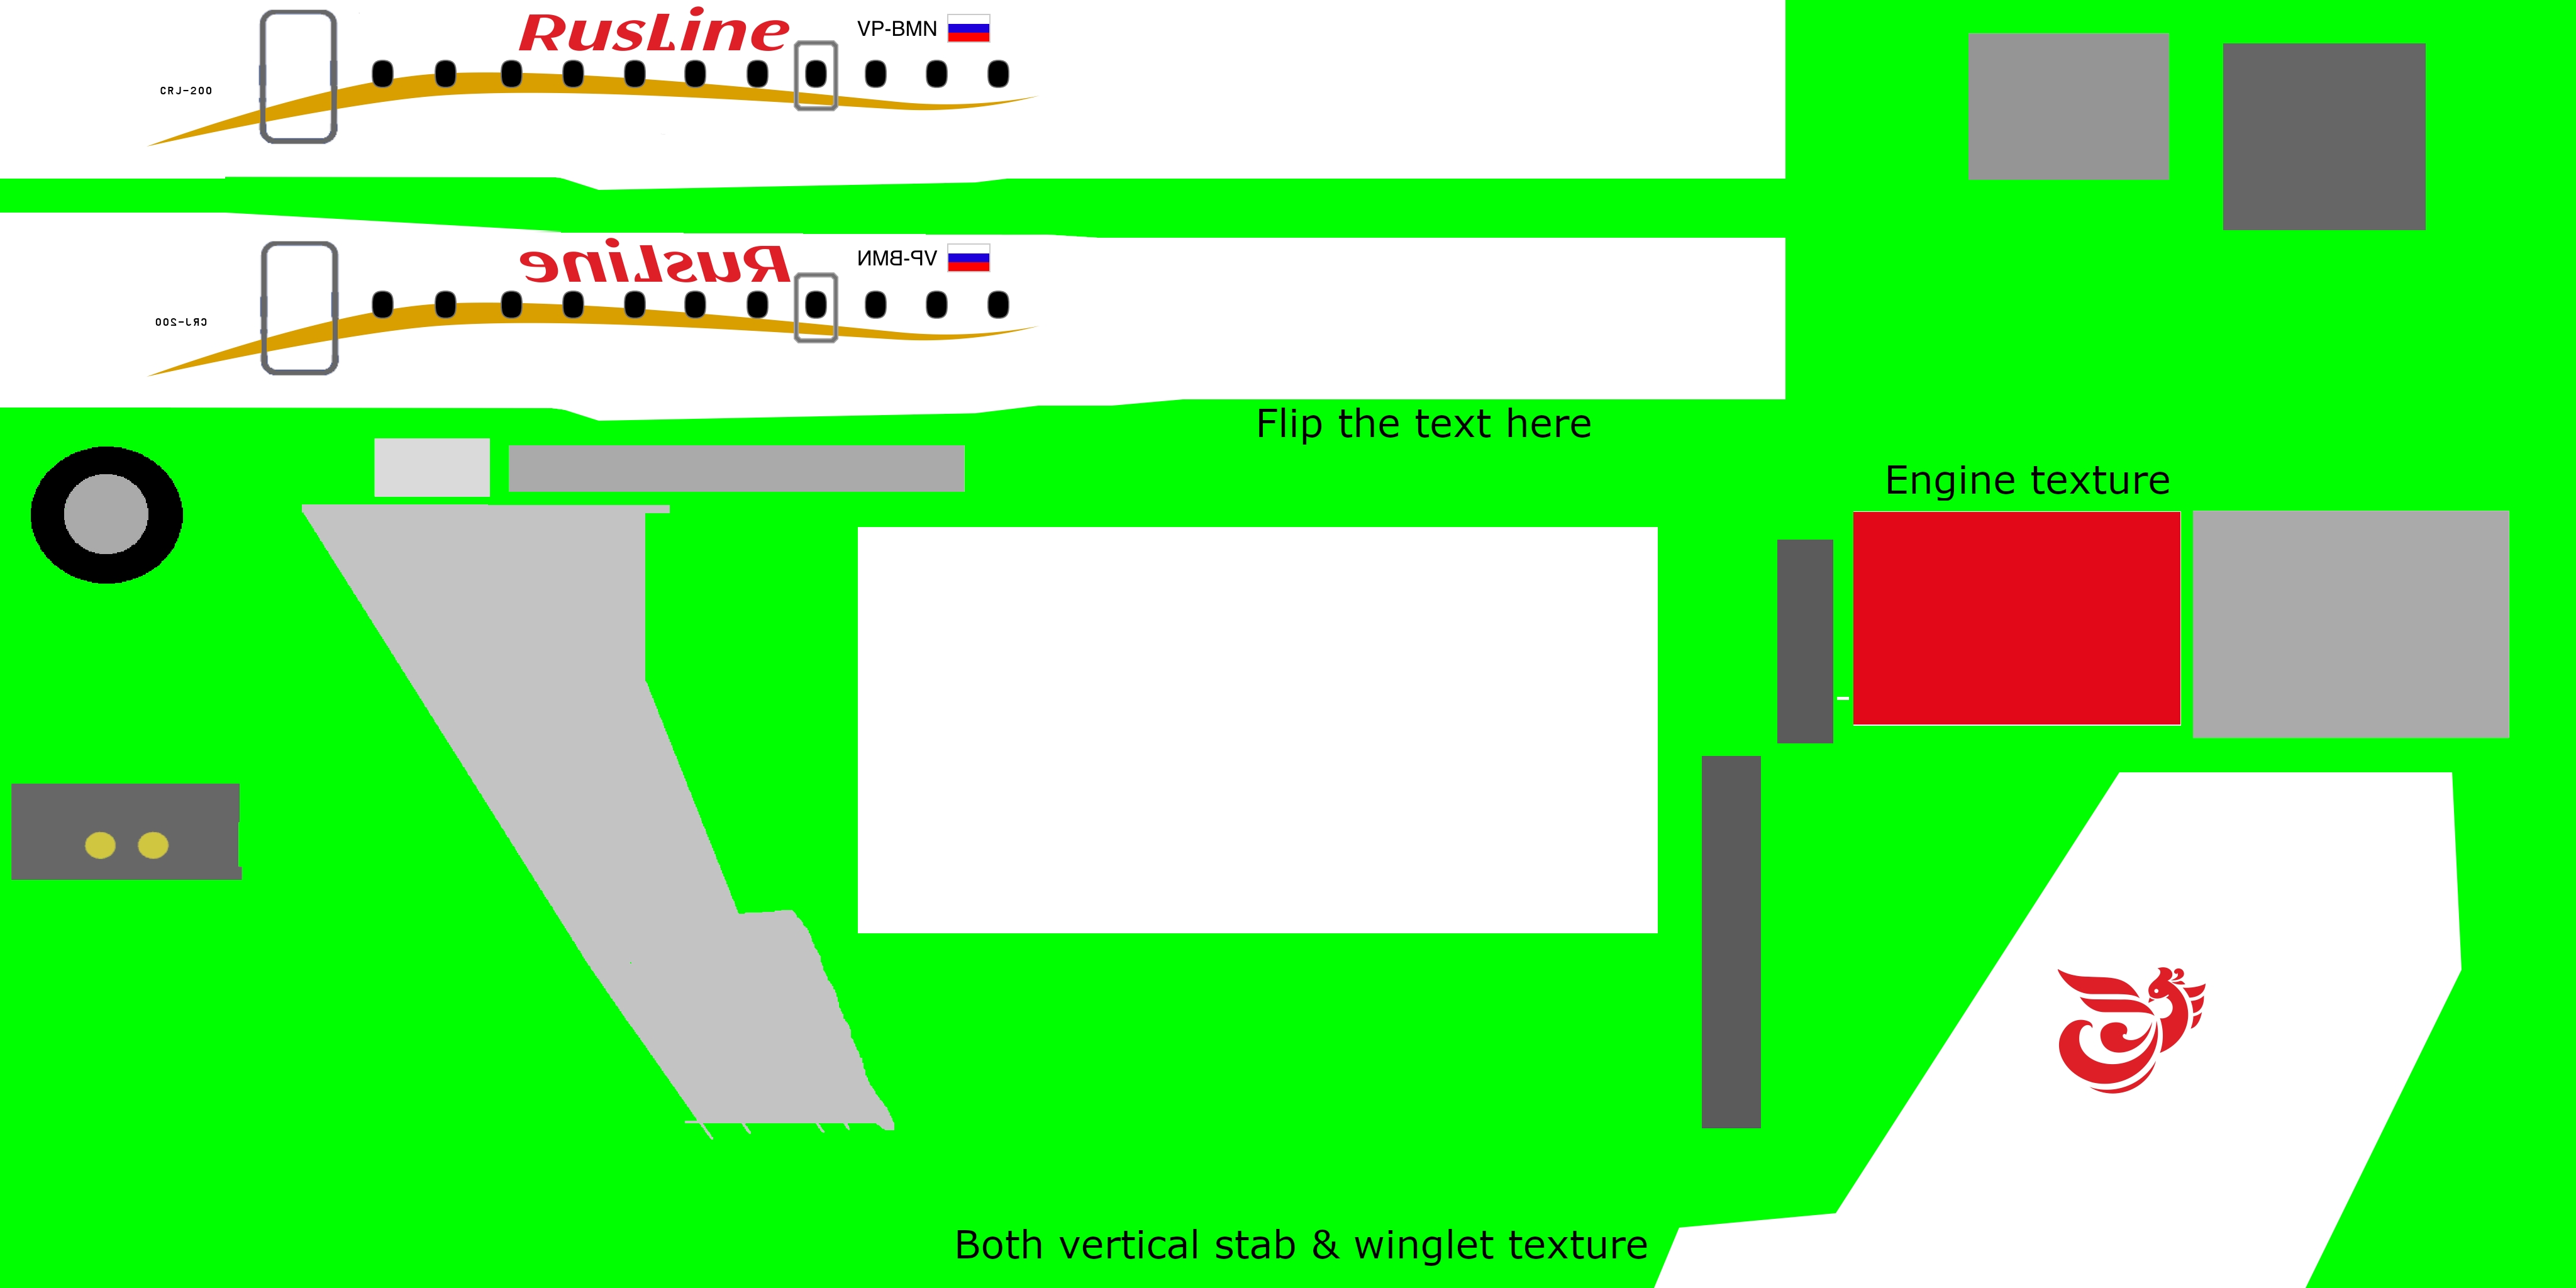 RusLine
VP-BMN
CRJ-200
RusLine
VP-BMN
CRJ-200
Flip the text here
Engine texture
Both vertical stab & winglet texture